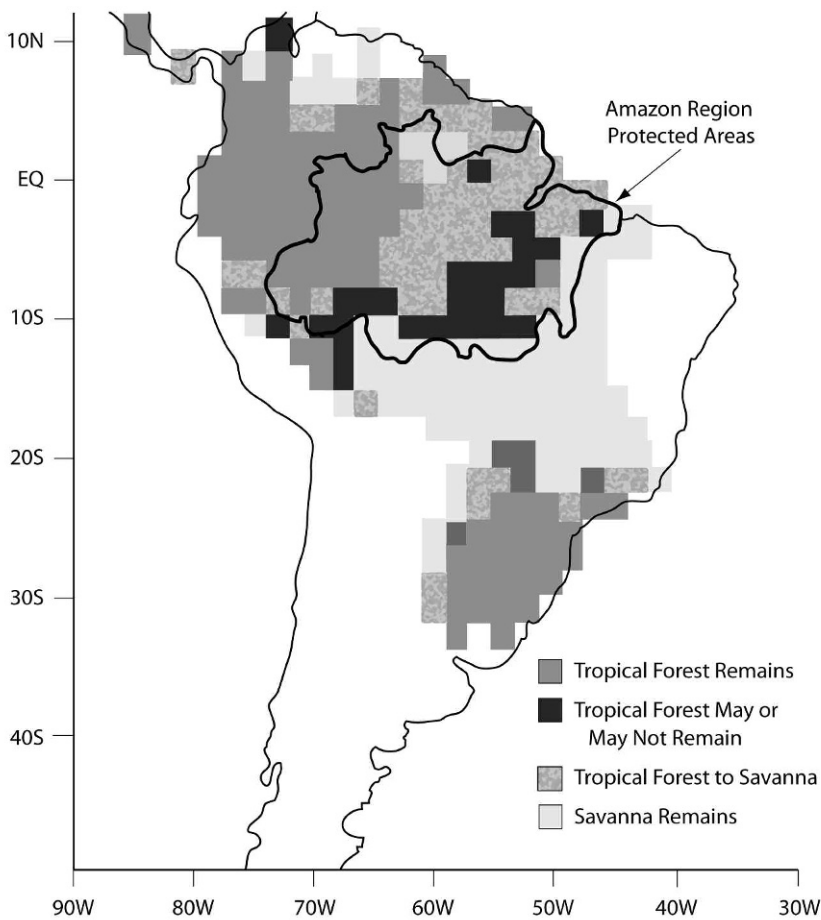 10N
EQ
10S
20S
30S
40S
Amazon Region
Protected Areas
Tropical Forest Remains
Tropical Forest May or
May Not Remain
Tropical Forest to Savanna
Savanna Remains
90W 80W 70W 60W 50W 40W 30W